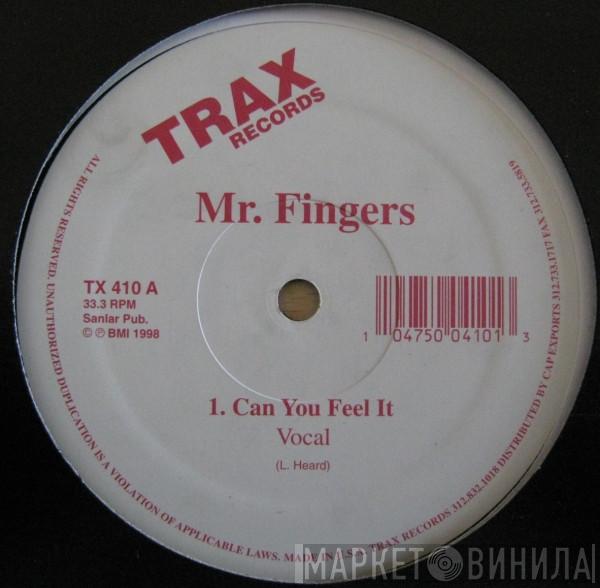 TRAX
RECORDS
Mr. Fingers
TX 410 A
33.3 RPM
Sanlar Pub.
© ℗ BMI 1998
1 04750 04101 3
1. Can You Feel It
Vocal
(L. Heard)
ALL RIGHTS RESERVED. UNAUTHORIZED DUPLICATION IS A VIOLATION OF APPLICABLE LAWS. MADE IN U.S.A. TRAX RECORDS 312.832.1018 DISTRIBUTED BY CAP EXPORTS 312.733.1717 FAX 312.733.5819
МАРКЕТ ВИНИЛА